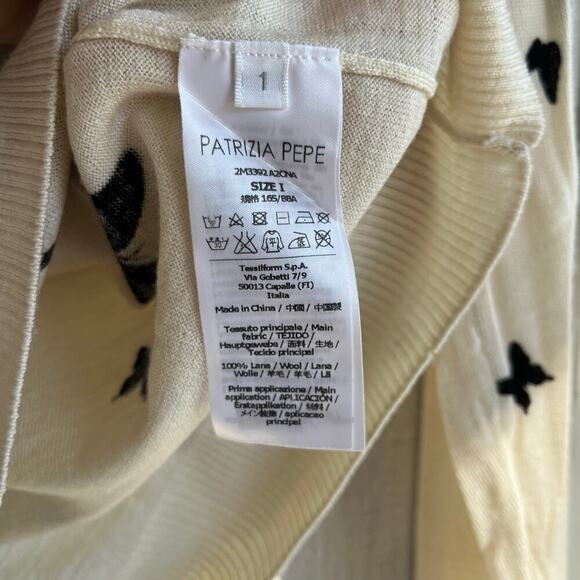 1
PATRIZIA PEPE
2M3392 A2CNA
SIZE I
規格 165/88A
Tessilform S.p.A.
Via Gobetti 7/9
50013 Capalle (FI)
Italia
Made in China / 中國 / 中国製
Tessuto principale / Main
fabric / TEJIDO /
Hauptgewebe / 面料 / 生地 /
Tecido principal
100% Lana / Wool / Lana /
Wolle / 羊毛 / 羊毛 / Lã
Prima applicazione / Main
application / APLICACIÓN /
Erstapplikation / 辅料 /
メイン装飾 / aplicacao
principal